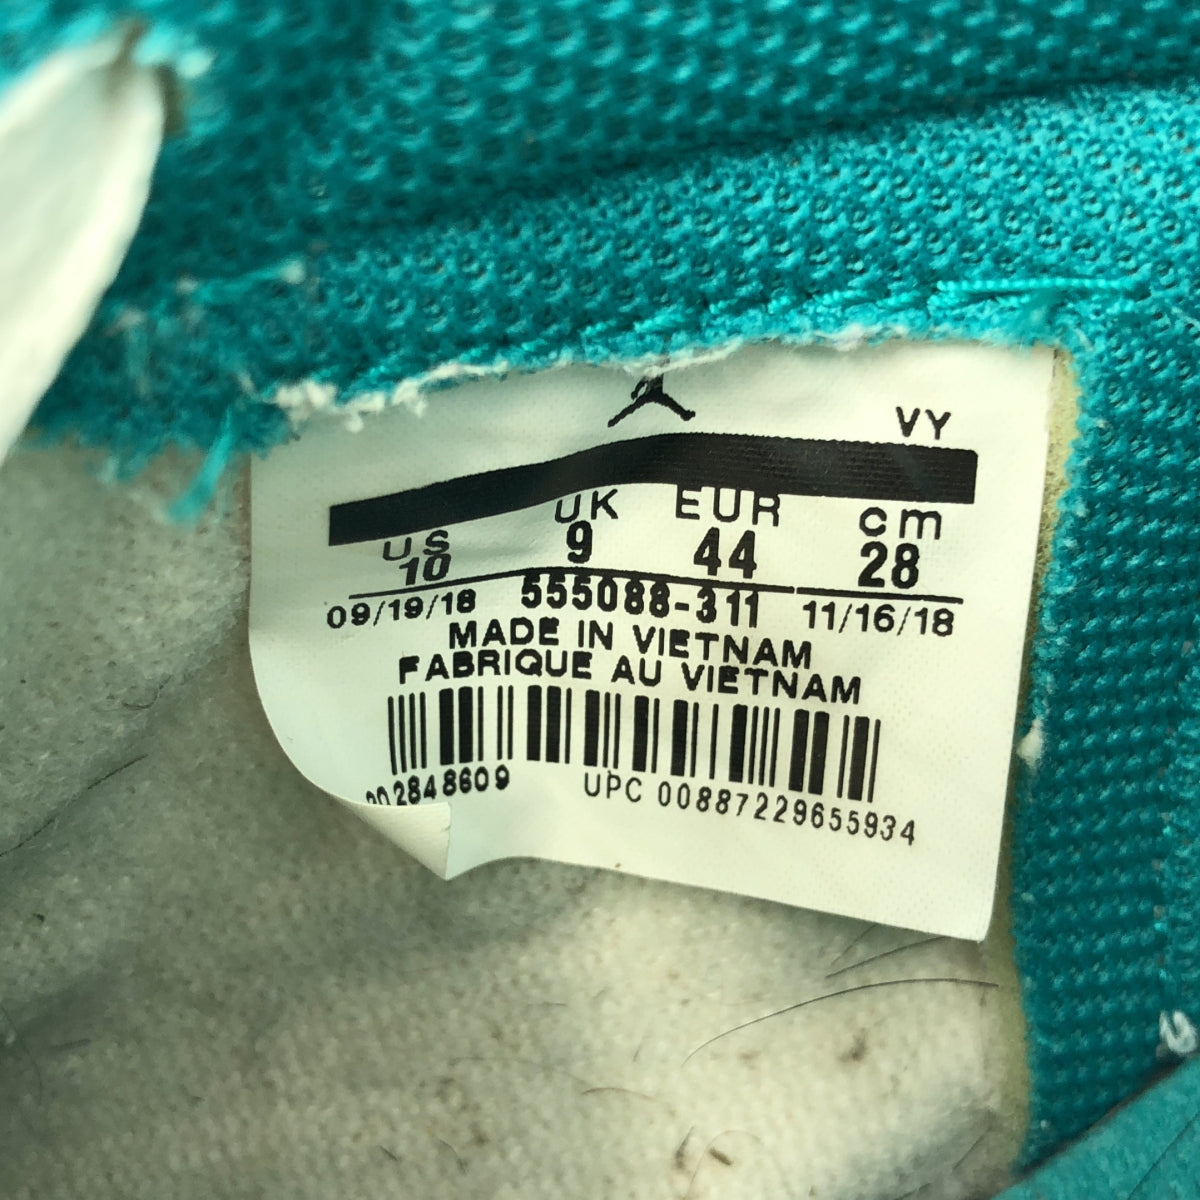 VY
US UK EUR cm
10 9 44 28
09/19/18 555088-311 11/16/18
MADE IN VIETNAM
FABRIQUE AU VIETNAM
002848609 UPC 00887229655934